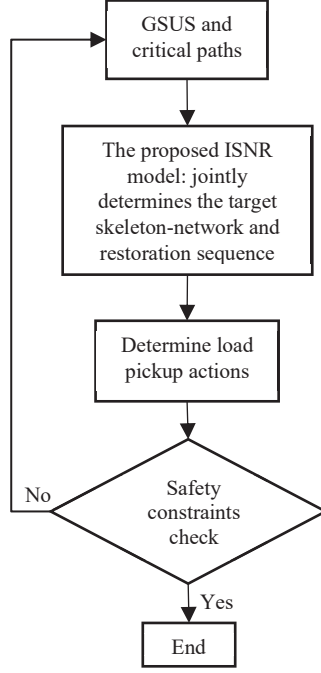 GSUS and
critical paths
The proposed ISNR
model: jointly
determines the target
skeleton-network and
restoration sequence
Determine load
pickup actions
No
Safety
constraints
check
Yes
End